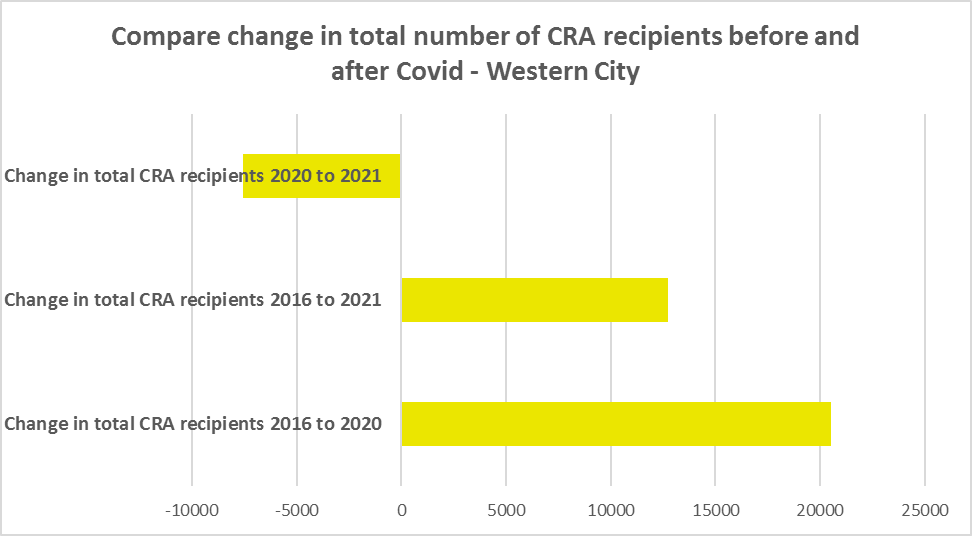 Compare change in total number of CRA recipients before and
after Covid - Western City
Change in total CRA recipients 2020 to 2021
Change in total CRA recipients 2016 to 2021
Change in total CRA recipients 2016 to 2020
-10000 -5000 0 5000 10000 15000 20000 25000